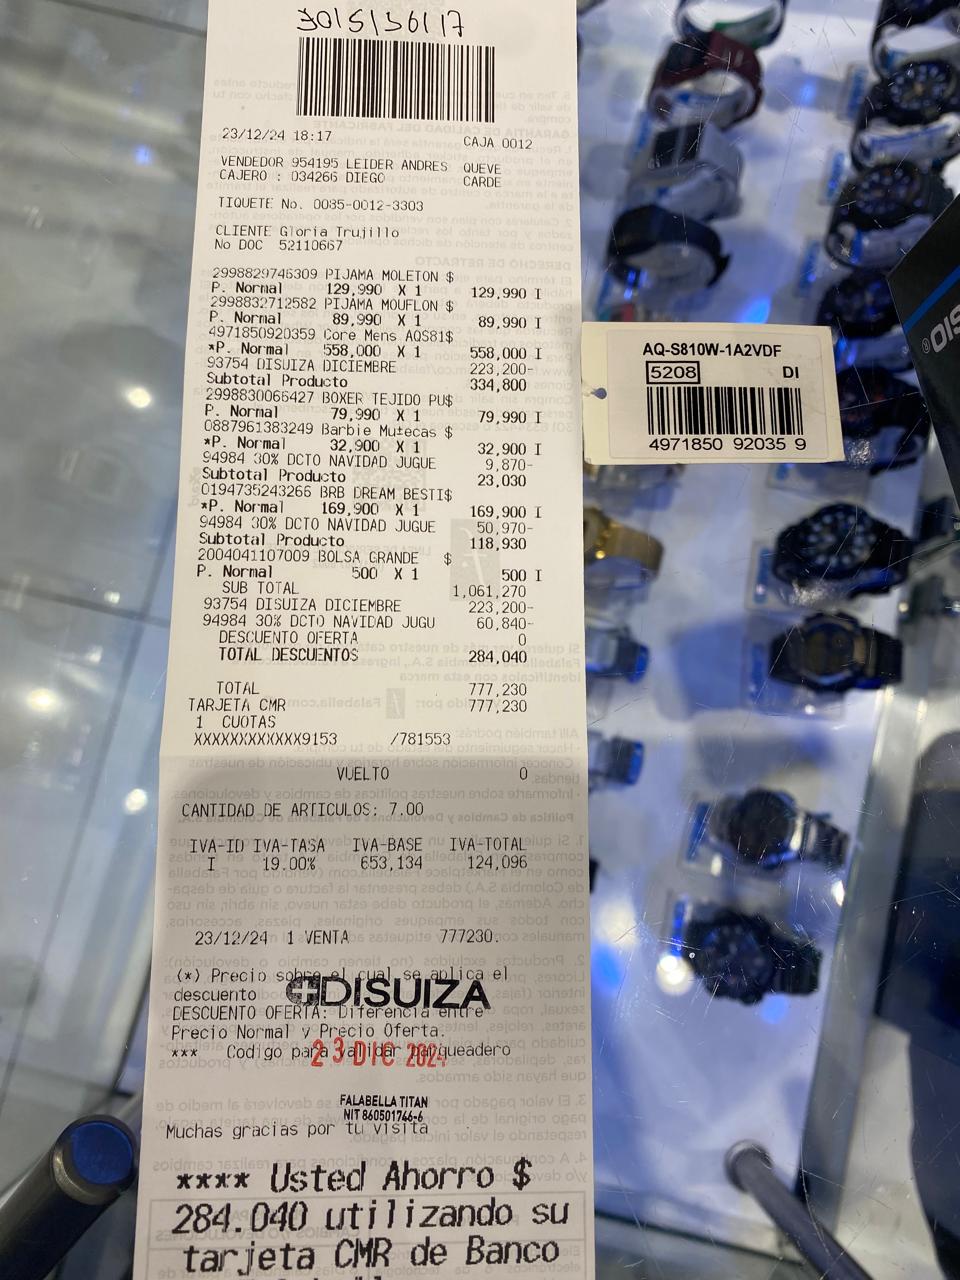 3015136117
23/12/24 18:17 CAJA 0012
VENDEDOR 954195 LEIDER ANDRES QUEVE
CAJERO : 034266 DIEGO CARDE
TIQUETE No. 0035-0012-3303
CLIENTE Gloria Trujillo
No DOC 52110667
2998829746309 PIJAMA MOLETON $
P. Normal 129,990 X 1 129,990 I
2998832712582 PIJAMA MOUFLON $
P. Normal 89,990 X 1 89,990 I
4971850920359 Core Mens AQS81$
*P. Normal 558,000 X 1 558,000 I
93754 DISUIZA DICIEMBRE 223,200-
Subtotal Producto 334,800
2998830066427 BOXER TEJIDO PU$
P. Normal 79,990 X 1 79,990 I
0887961383249 Barbie Mutecas $
*P. Normal 32,900 X 1 32,900 I
94984 30% DCTO NAVIDAD JUGUE 9,870-
Subtotal Producto 23,030
0194735243266 BRB DREAM BESTI$
*P. Normal 169,900 X 1 169,900 I
94984 30% DCTO NAVIDAD JUGUE 50,970-
Subtotal Producto 118,930
2004041107009 BOLSA GRANDE $
P. Normal 500 X 1 500 I
SUB TOTAL 1,061,270
93754 DISUIZA DICIEMBRE 223,200-
94984 30% DCTO NAVIDAD JUGU 60,840-
DESCUENTO OFERTA 0
TOTAL DESCUENTOS 284,040
TOTAL 777,230
TARJETA CMR 777,230
1 CUOTAS
XXXXXXXXXXXX9153 /781553
VUELTO 0
CANTIDAD DE ARTICULOS: 7.00
IVA-ID IVA-TASA IVA-BASE IVA-TOTAL
I 19.00% 653,134 124,096
23/12/24 1 VENTA 777230.
(*) Precio sobre el cual se aplica el
descuento
DISUIZA
DESCUENTO OFERTA: Diferencia entre
Precio Normal y Precio Oferta.
*** Codigo para validar parqueadero
23 DIC 2024
FALABELLA TITAN
NIT 860501746-6
Muchas gracias por tu visita
**** Usted Ahorro $
284.040 utilizando su
tarjeta CMR de Banco
AQ-S810W-1A2VDF
5208 DI
4971850 92035 9